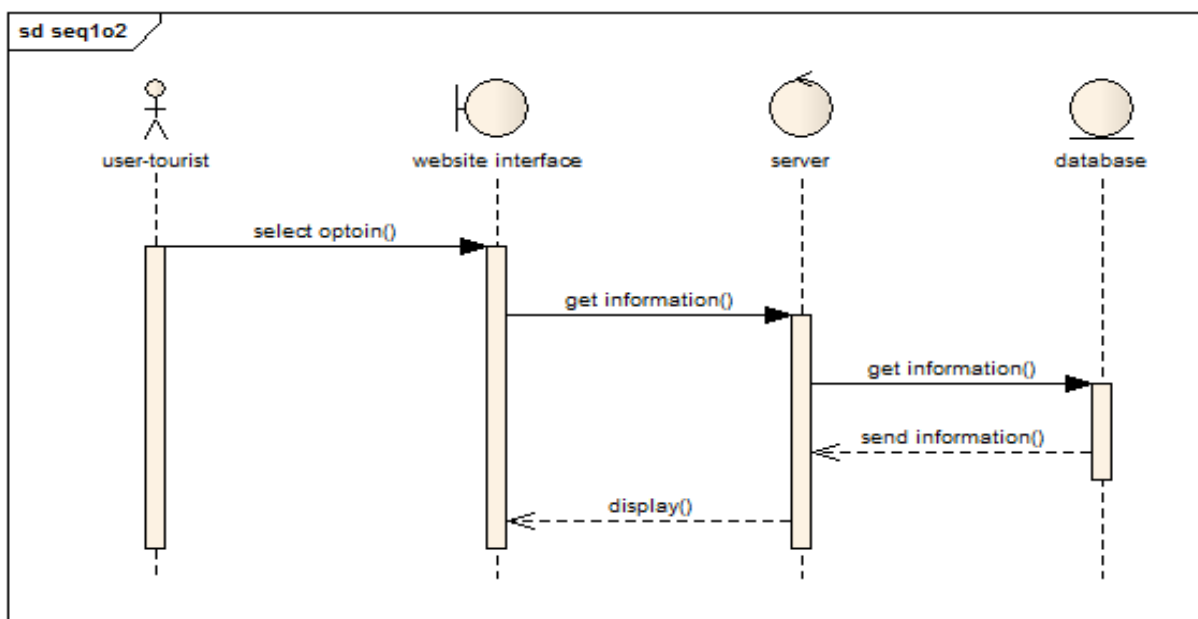 sd seq1o2
user-tourist
website interface
server
database
select optoin()
get information()
get information()
send information()
display()